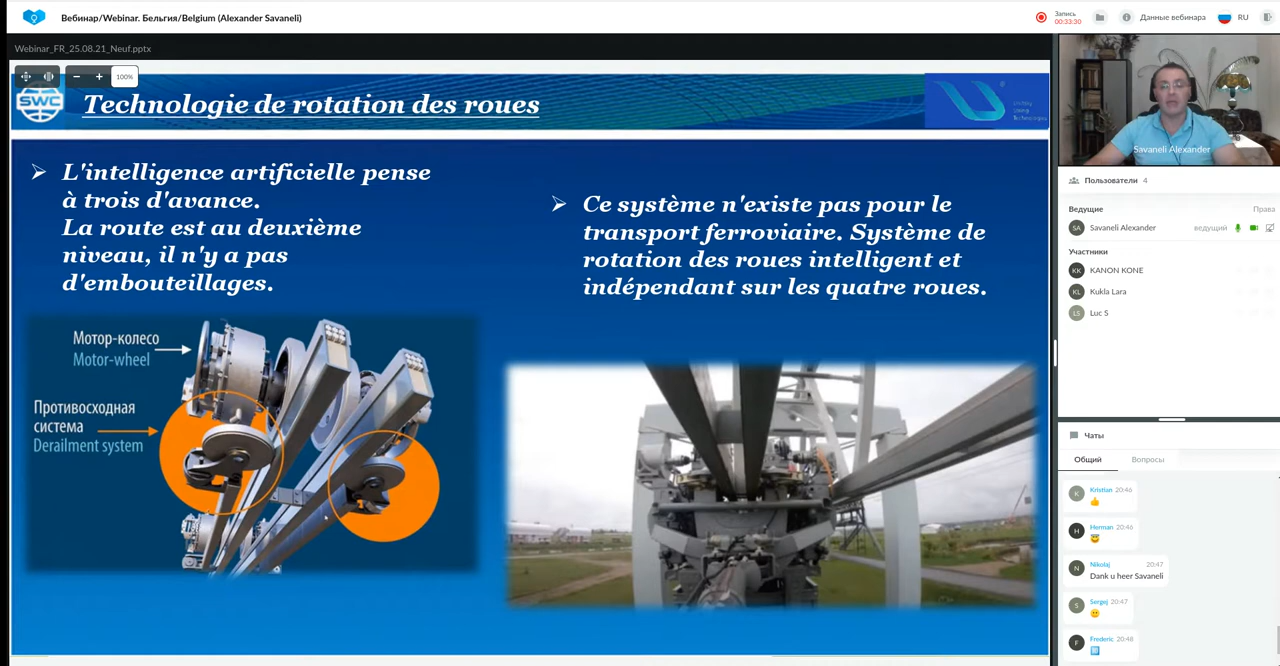 Вебинар/Webinar. Бельгия/Belgium (Alexander Savaneli)
Запись
00:33:30
Данные вебинара
RU
Webinar_FR_25.08.21_Neuf.pptx
100%
SWC
Technologie de rotation des roues
L'intelligence artificielle pense
à trois d'avance.
La route est au deuxième
niveau, il n'y a pas
d'embouteillages.
Ce système n'existe pas pour le
transport ferroviaire. Système de
rotation des roues intelligent et
indépendant sur les quatre roues.
Мотор-колесо
Motor-wheel
Противосходная
система
Derailment system
Savaneli Alexander
Пользователи 4
Ведущие
Права
SA Savaneli Alexander ведущий
Участники
KK KANON KONE
KL Kukla Lara
LS Luc S
Чаты
Общий
Вопросы
K Kristian 20:46
👍
H Herman 20:46
😇
N Nikolaj 20:47
Dank u heer Savaneli
S Sergej 20:47
🙂
F Frederic 20:48